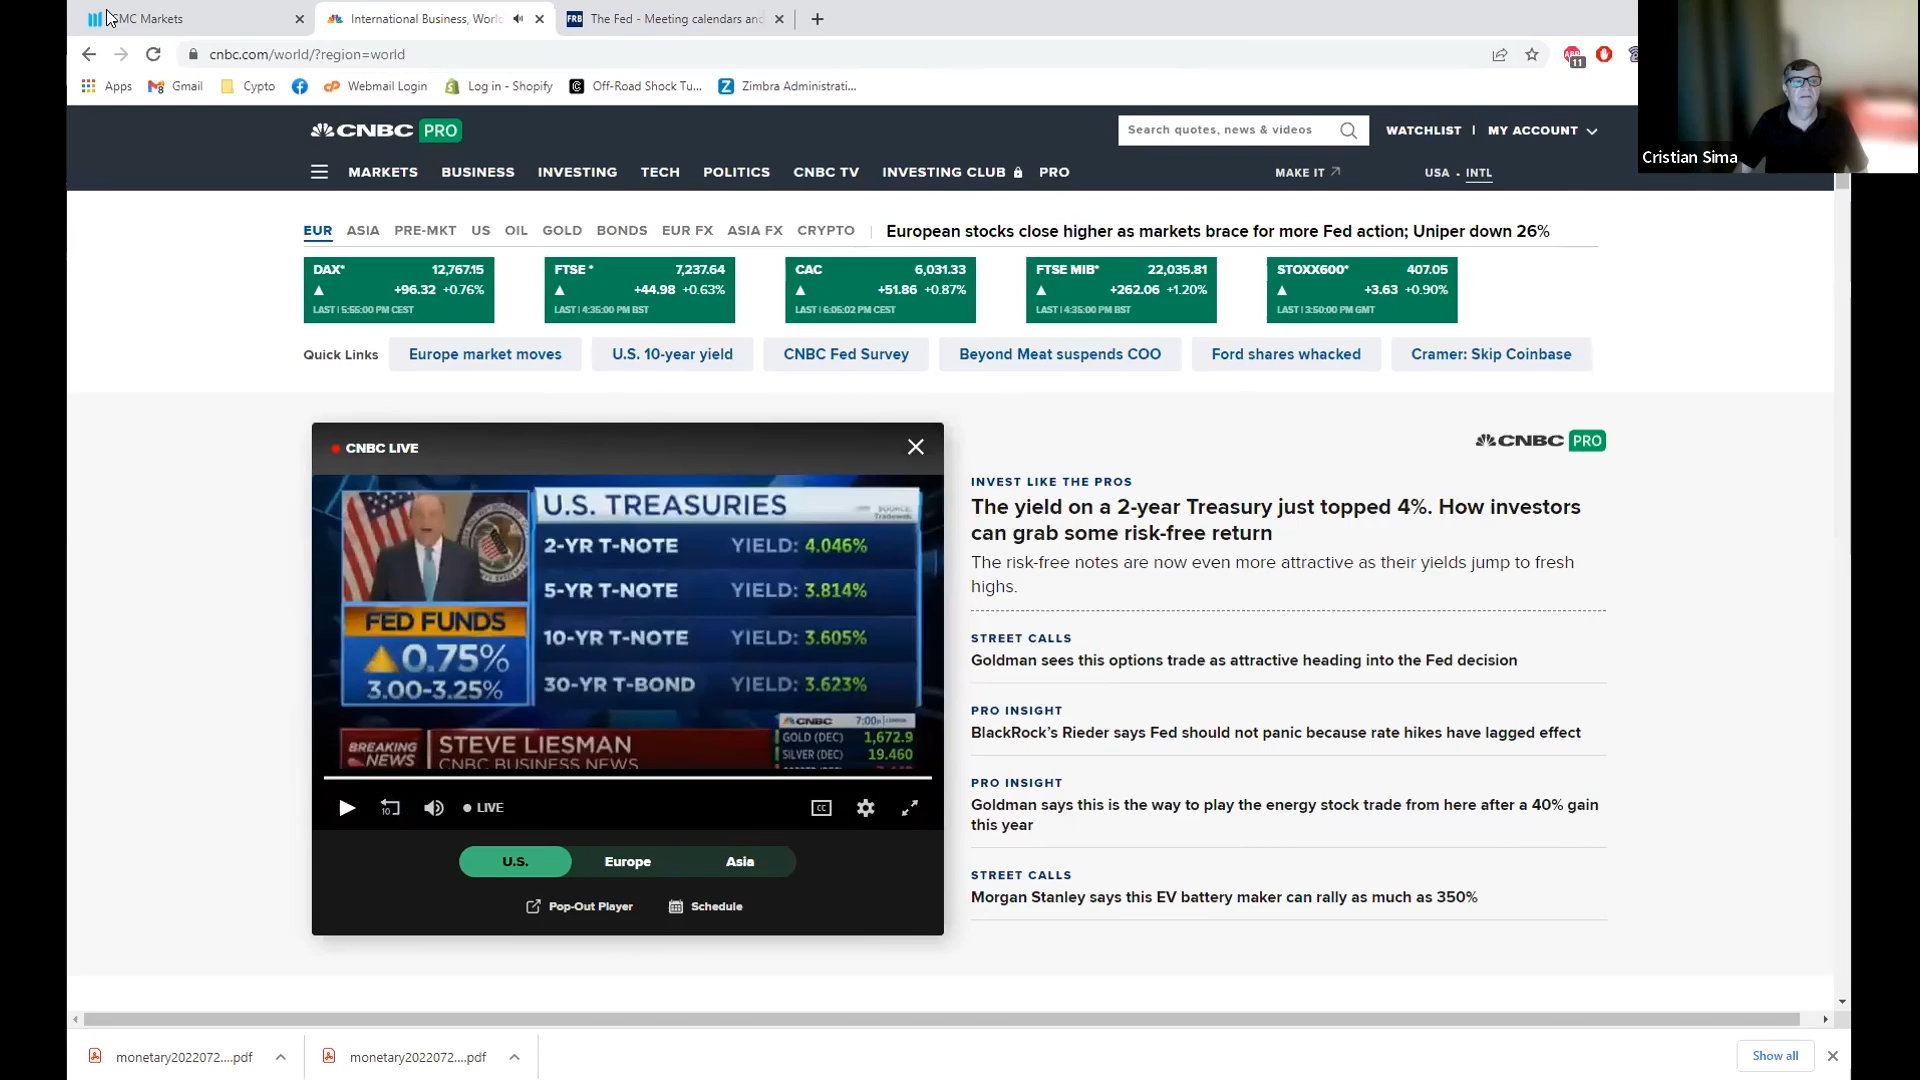 CMC Markets
International Business, Worl
The Fed - Meeting calendars and
cnbc.com/world/?region=world
11
Apps
Gmail
Cypto
Webmail Login
Log in - Shopify
Off-Road Shock Tu...
Zimbra Administrati...
Cristian Sima
CNBC PRO
Search quotes, news & videos
WATCHLIST
MY ACCOUNT
MARKETS
BUSINESS
INVESTING
TECH
POLITICS
CNBC TV
INVESTING CLUB
PRO
MAKE IT
USA • INTL
EUR
ASIA
PRE-MKT
US
OIL
GOLD
BONDS
EUR FX
ASIA FX
CRYPTO
European stocks close higher as markets brace for more Fed action; Uniper down 26%
DAX* 12,767.15
+96.32 +0.76%
LAST | 5:55:00 PM CEST
FTSE * 7,237.64
+44.98 +0.63%
LAST | 4:35:00 PM BST
CAC 6,031.33
+51.86 +0.87%
LAST | 6:05:02 PM CEST
FTSE MIB* 22,035.81
+262.06 +1.20%
LAST | 4:35:00 PM BST
STOXX600* 407.05
+3.63 +0.90%
LAST | 3:50:00 PM GMT
Quick Links
Europe market moves
U.S. 10-year yield
CNBC Fed Survey
Beyond Meat suspends COO
Ford shares whacked
Cramer: Skip Coinbase
CNBC LIVE
U.S. TREASURIES
SOURCE:
Tradeweb
2-YR T-NOTE YIELD: 4.046%
5-YR T-NOTE YIELD: 3.814%
10-YR T-NOTE YIELD: 3.605%
30-YR T-BOND YIELD: 3.623%
FED FUNDS
0.75%
3.00-3.25%
BREAKING NEWS
STEVE LIESMAN
CNBC BUSINESS NEWS
CNBC 7:00p LONDON
GOLD (DEC) 1,672.9
SILVER (DEC) 19.460
10
LIVE
CC
U.S.
Europe
Asia
Pop-Out Player
Schedule
CNBC PRO
INVEST LIKE THE PROS
The yield on a 2-year Treasury just topped 4%. How investors
can grab some risk-free return
The risk-free notes are now even more attractive as their yields jump to fresh
highs.
STREET CALLS
Goldman sees this options trade as attractive heading into the Fed decision
PRO INSIGHT
BlackRock's Rieder says Fed should not panic because rate hikes have lagged effect
PRO INSIGHT
Goldman says this is the way to play the energy stock trade from here after a 40% gain
this year
STREET CALLS
Morgan Stanley says this EV battery maker can rally as much as 350%
monetary2022072....pdf
monetary2022072....pdf
Show all